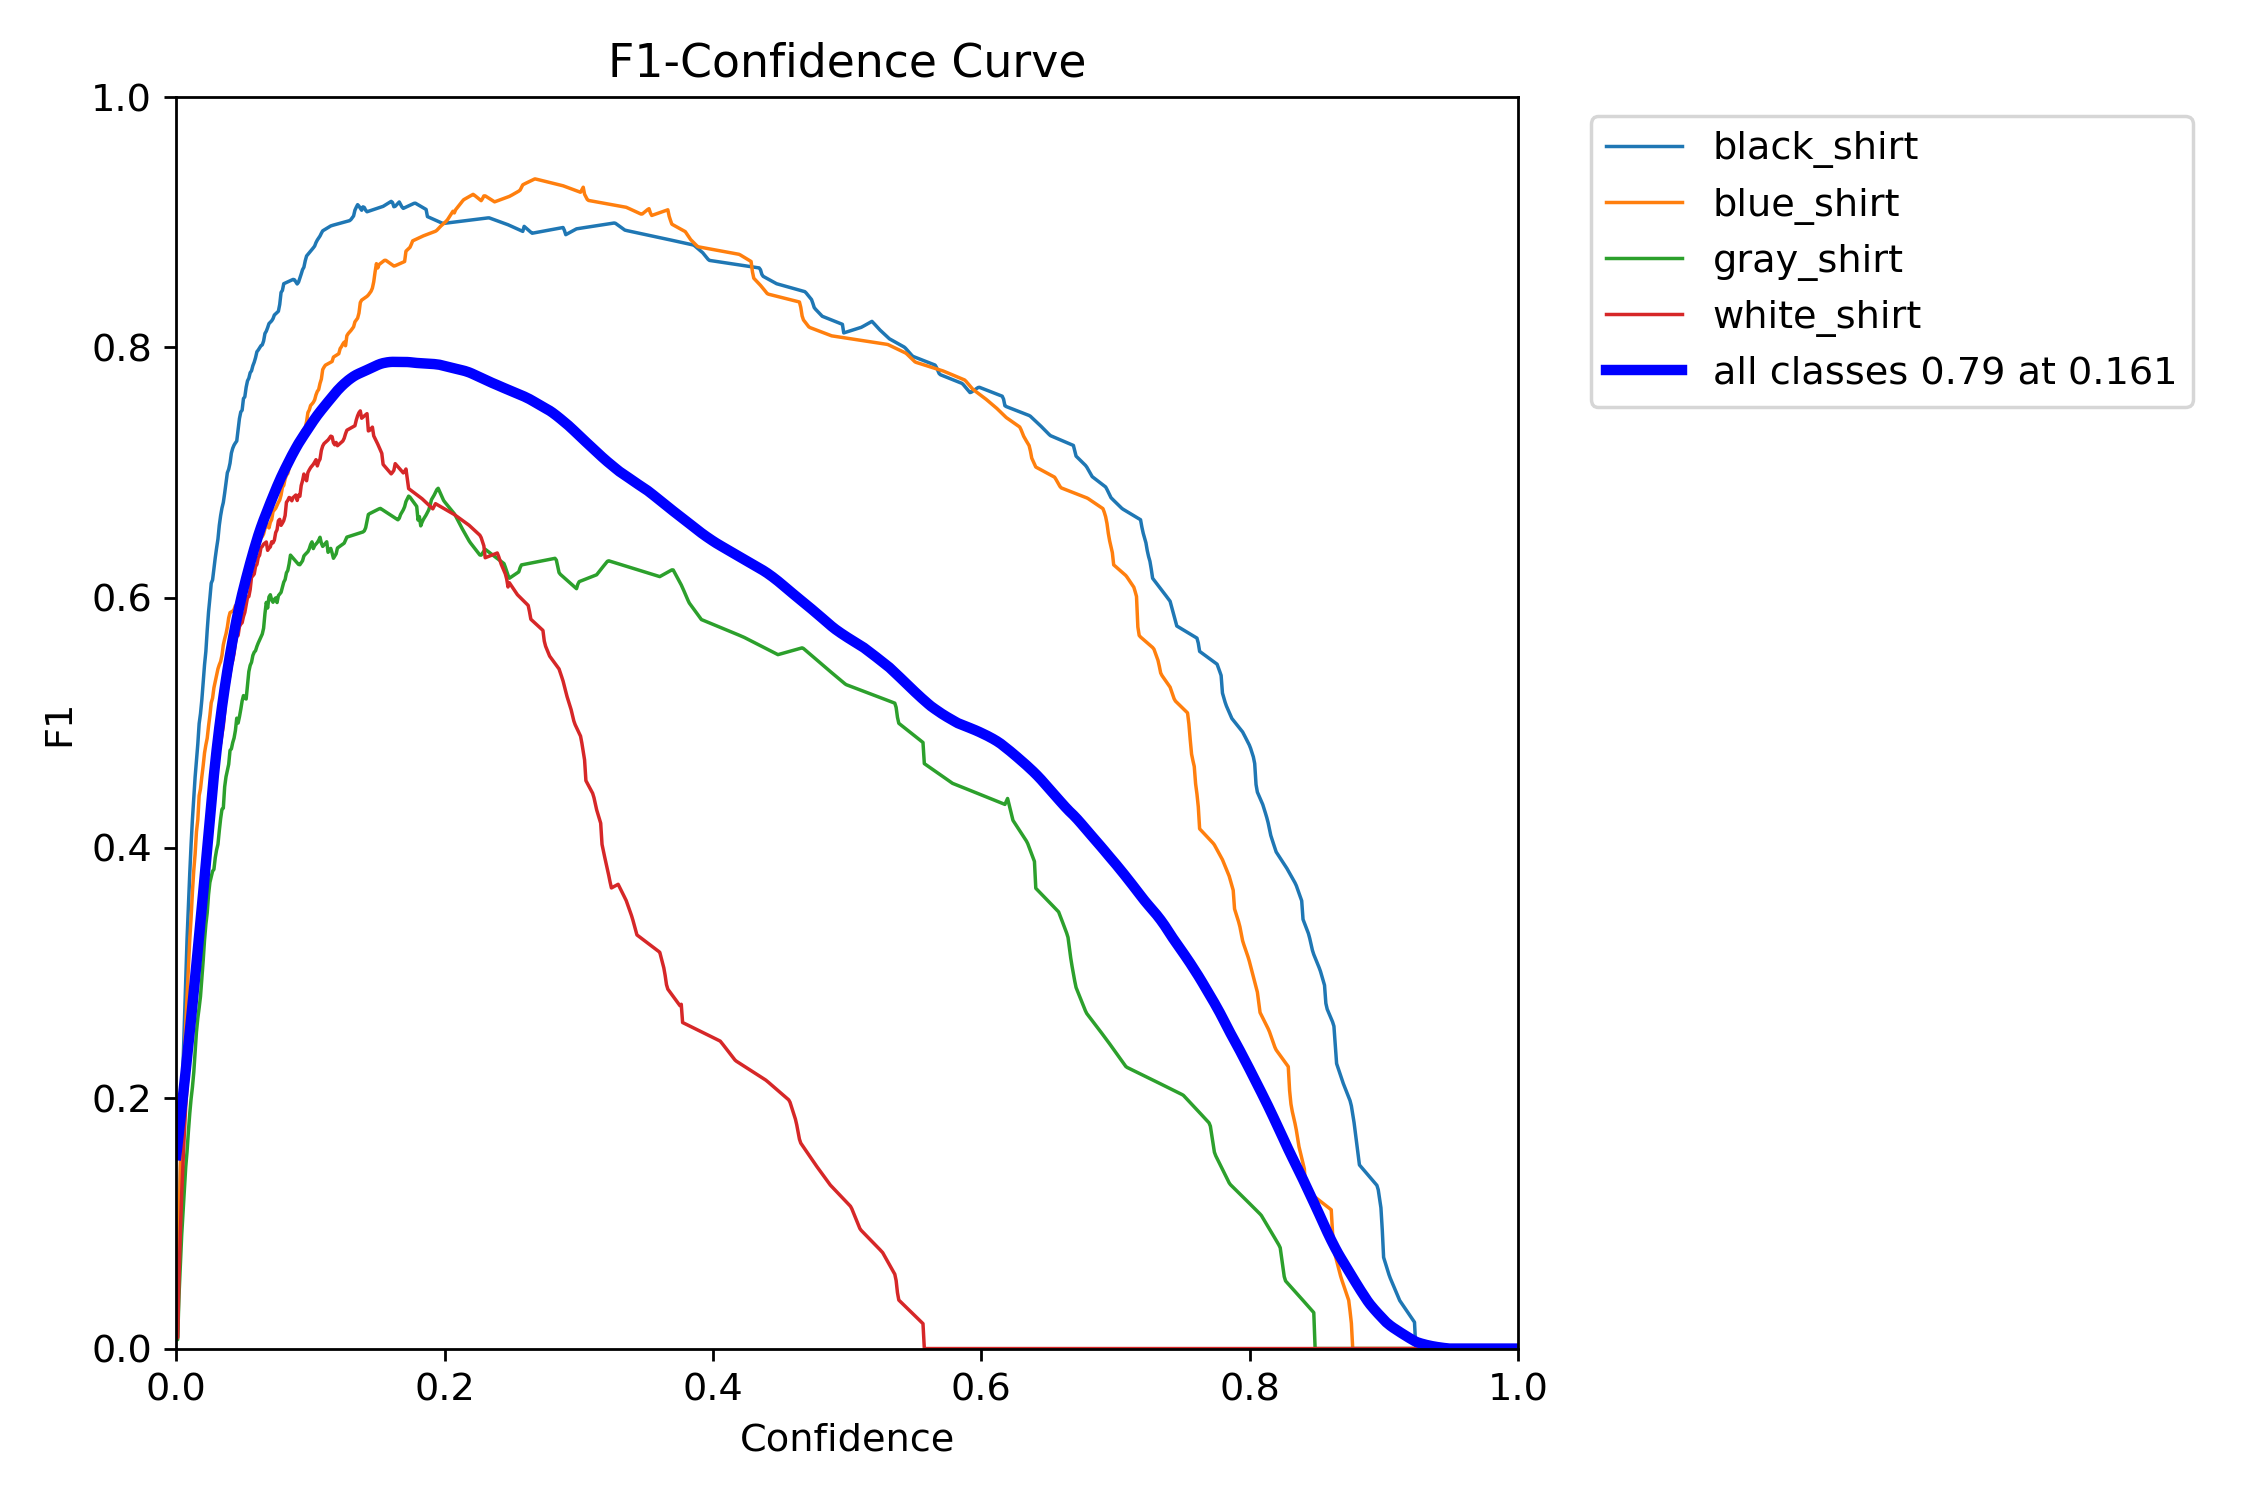 F1-Confidence Curve
1.0
0.8
0.6
0.4
0.2
0.0
F1
0.0 0.2 0.4 0.6 0.8 1.0
Confidence
black_shirt
blue_shirt
gray_shirt
white_shirt
all classes 0.79 at 0.161